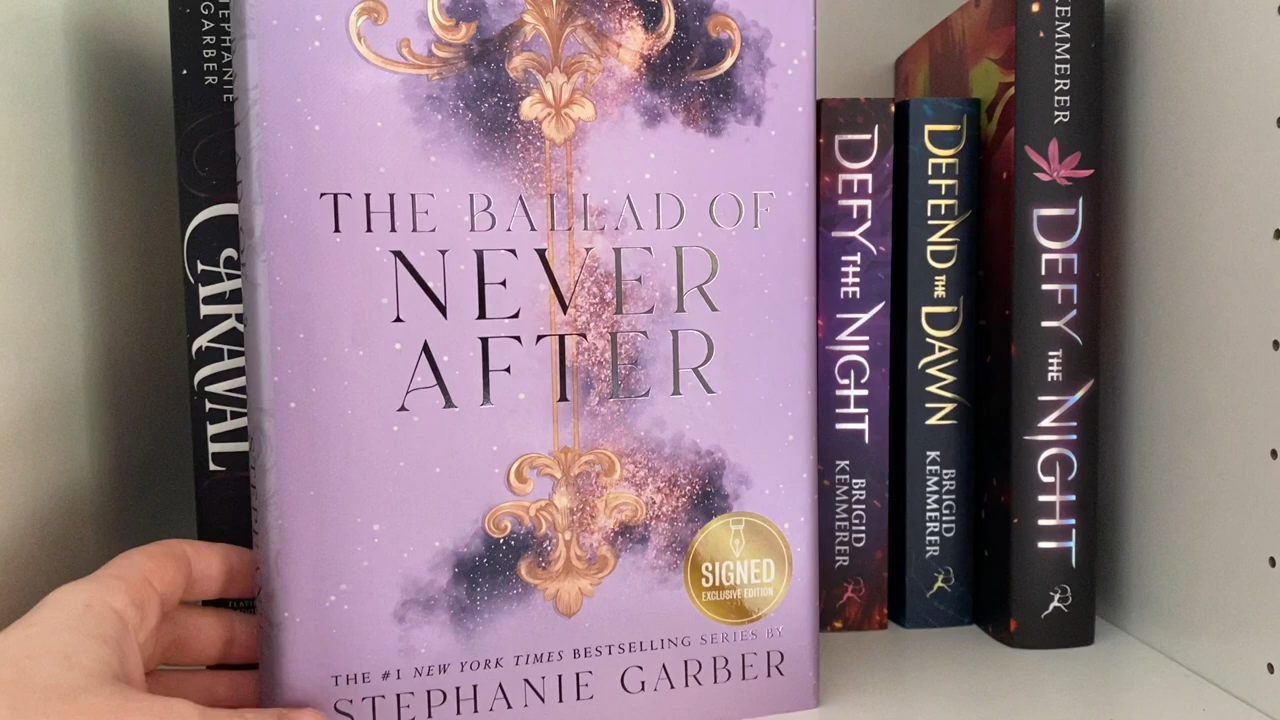 STEPHANIE
GARBER
CARAVAL
THE BALLAD OF
NEVER
AFTER
SIGNED
EXCLUSIVE EDITION
THE #1 NEW YORK TIMES BESTSELLING SERIES BY
STEPHANIE GARBER
DEFY THE NIGHT
BRIGID
KEMMERER
DEFEND THE DAWN
BRIGID
KEMMERER
KEMMERER
DEFY THE NIGHT